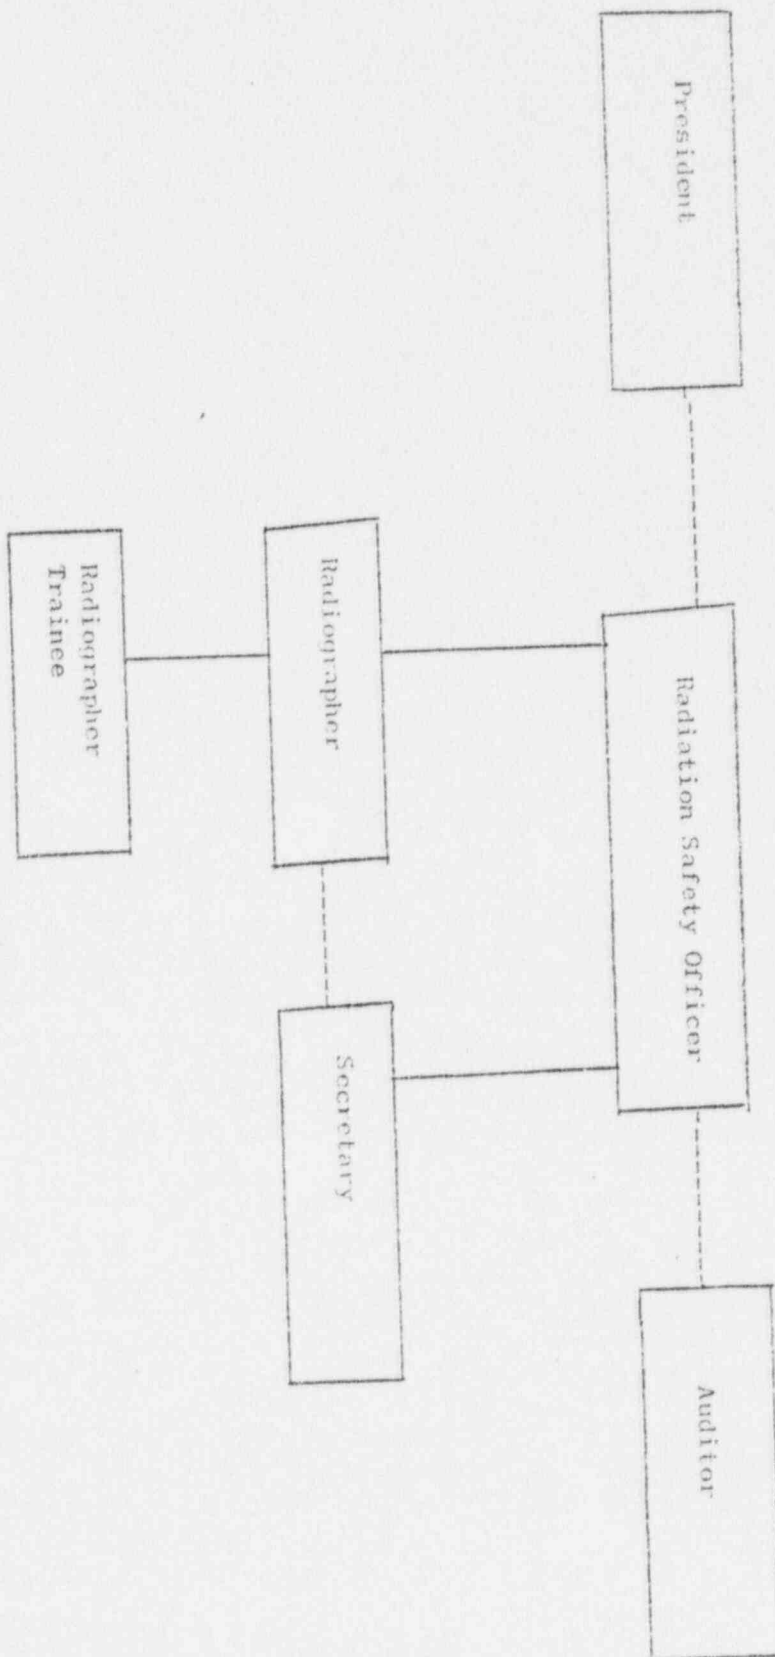 President
Radiation Safety Officer
Auditor
Radiographer
Secretary
Radiographer
Trainee